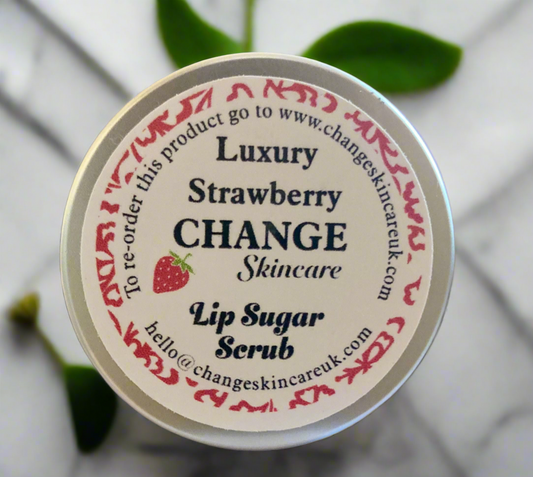 To re-order this product go to www.changeskincareuk.com
Luxury
Strawberry
CHANGE
Skincare
Lip Sugar
Scrub
hello@changeskincareuk.com